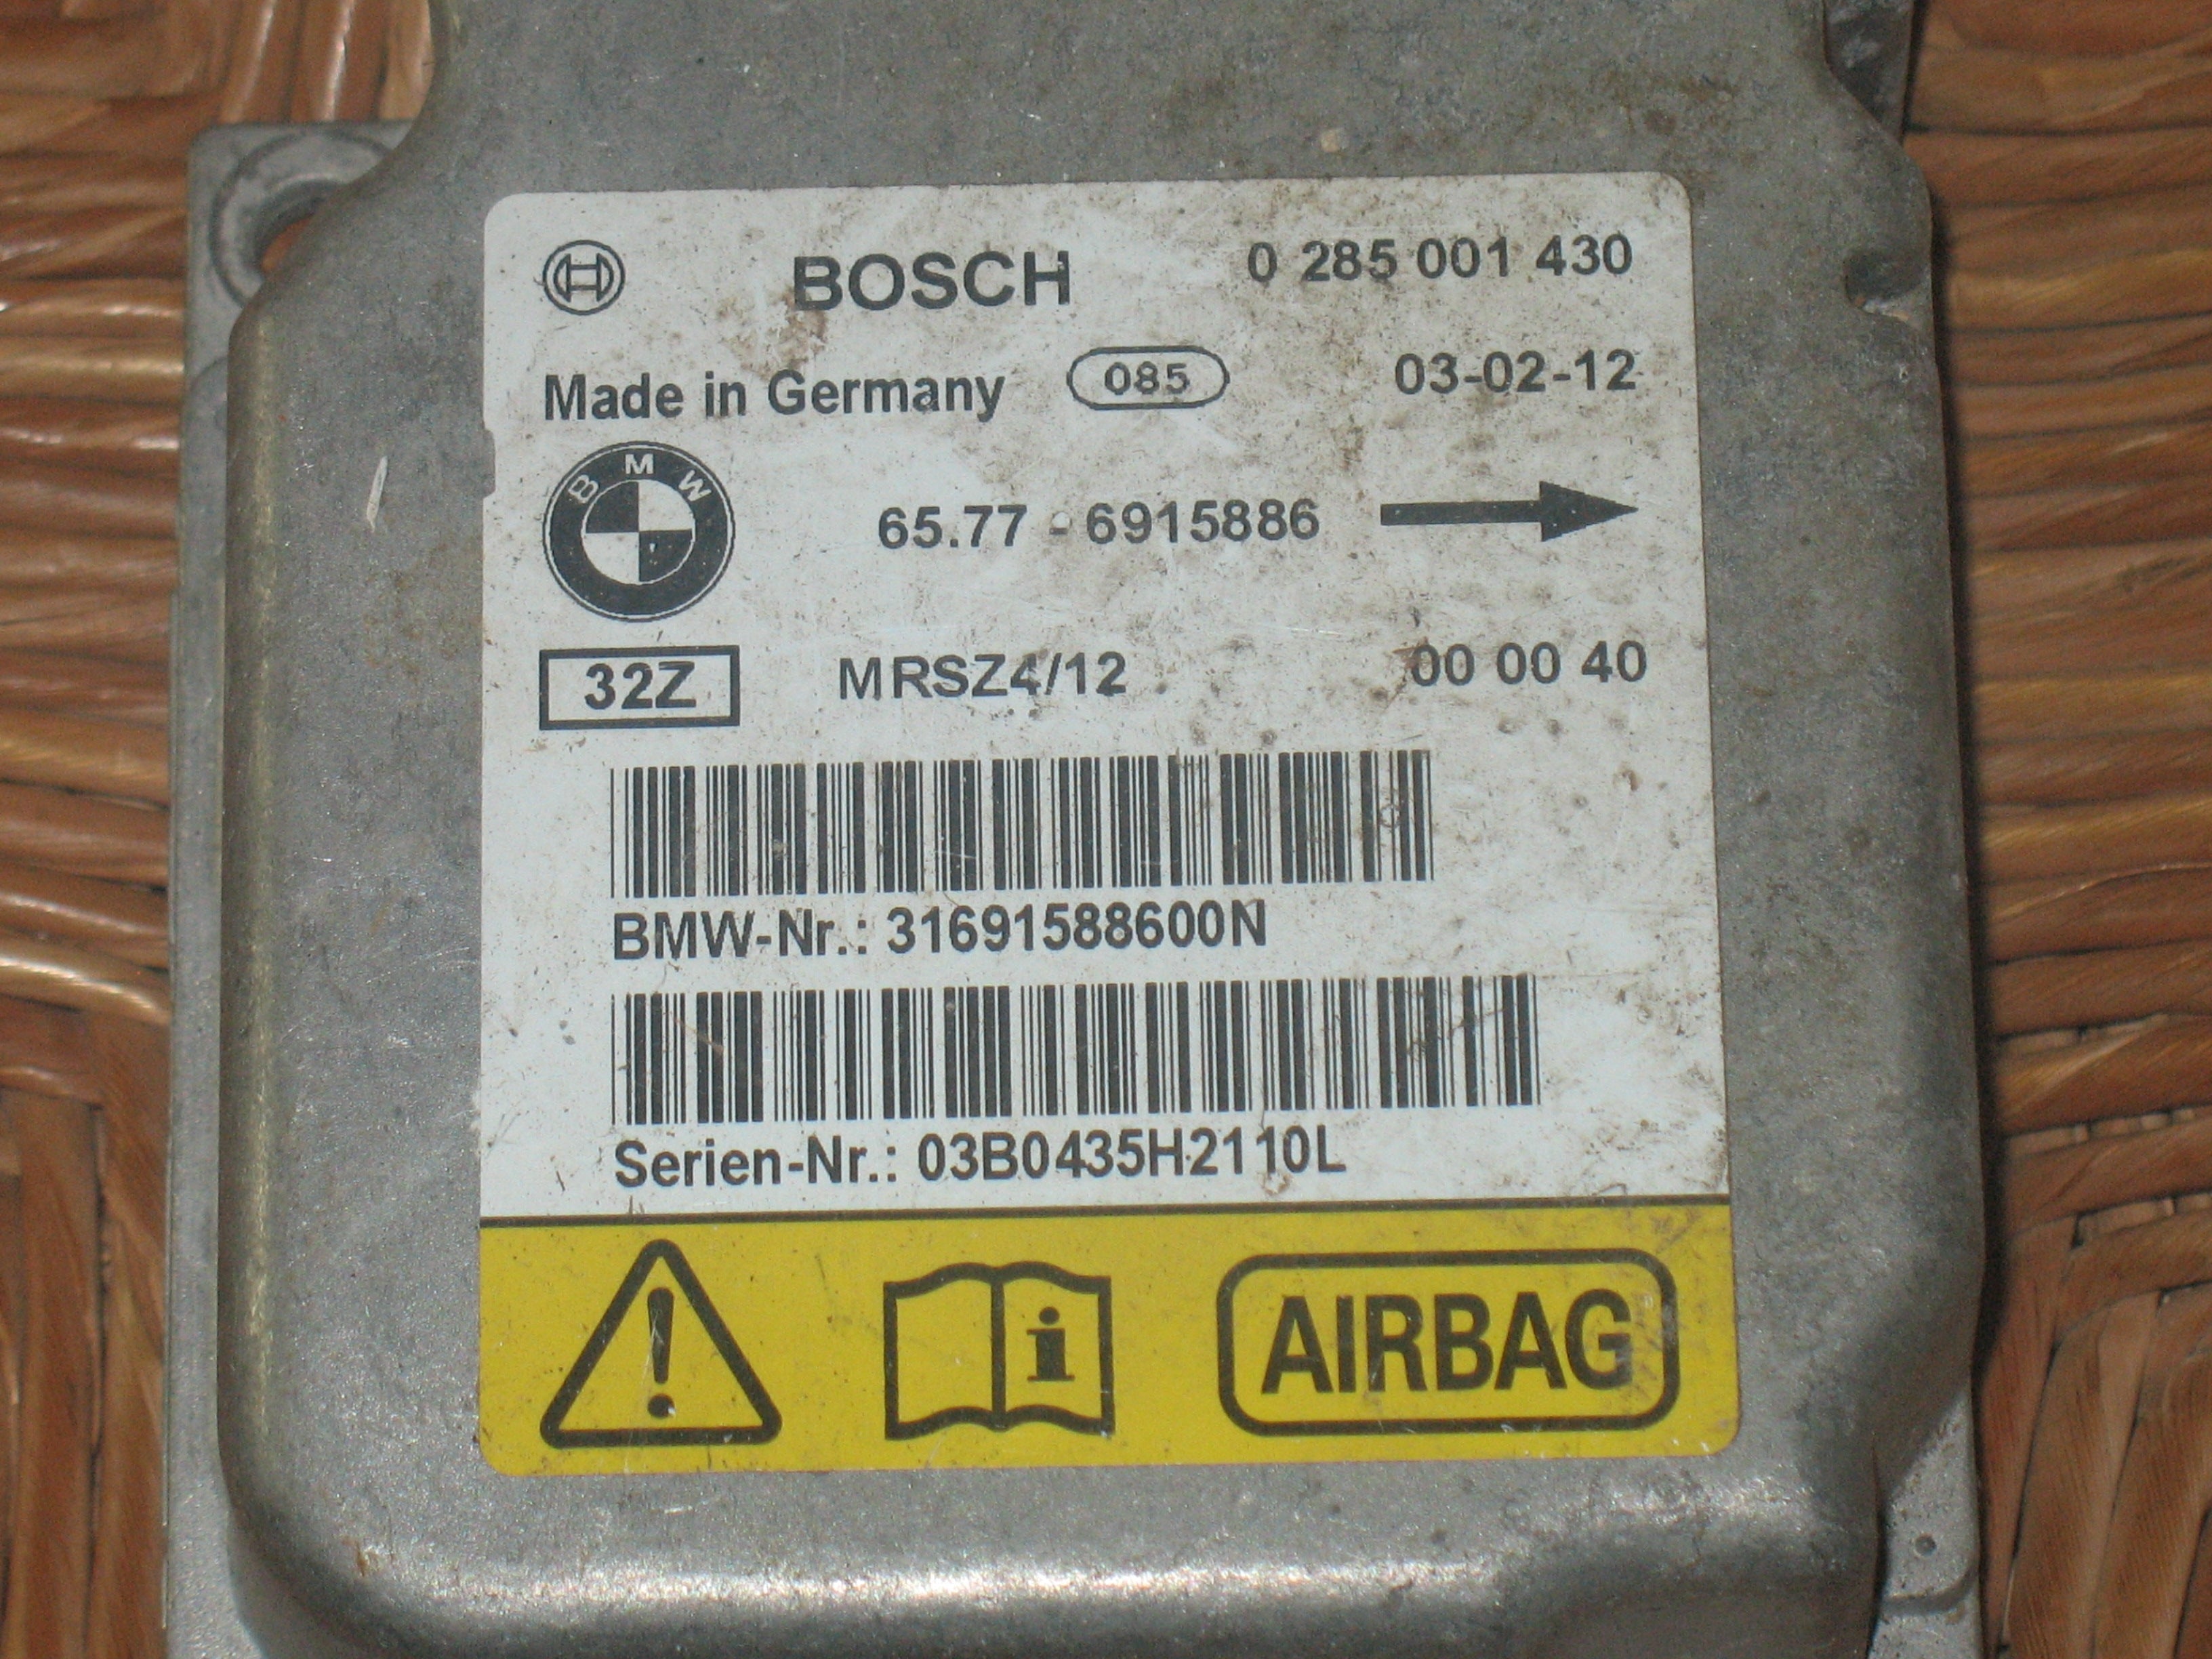 BOSCH 0 285 001 430
Made in Germany 085 03-02-12
BMW 65.77 - 6915886
32Z MRSZ4/12 00 00 40
BMW-Nr.: 31691588600N
Serien-Nr.: 03B0435H2110L
! i AIRBAG